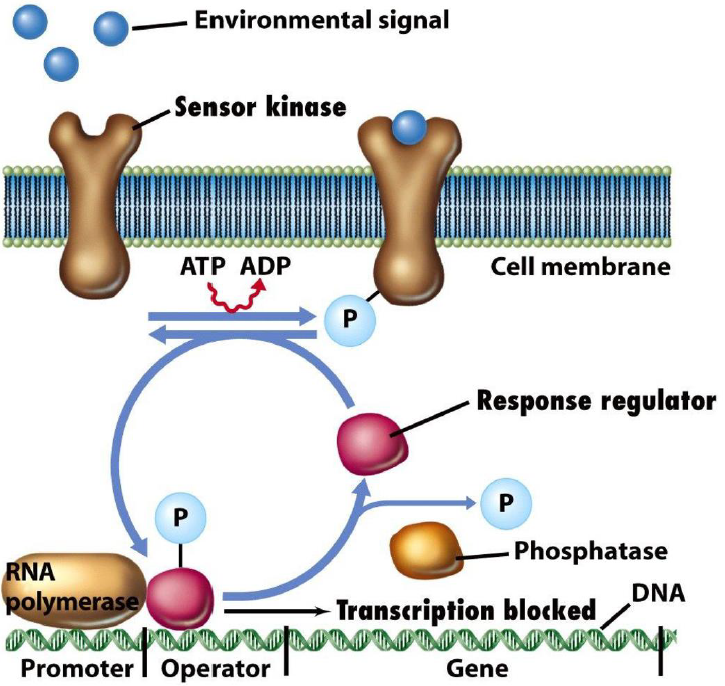 Environmental signal
Sensor kinase
ATP ADP
Cell membrane
P
Response regulator
P
P
Phosphatase
RNA
polymerase
Transcription blocked
DNA
Promoter
Operator
Gene